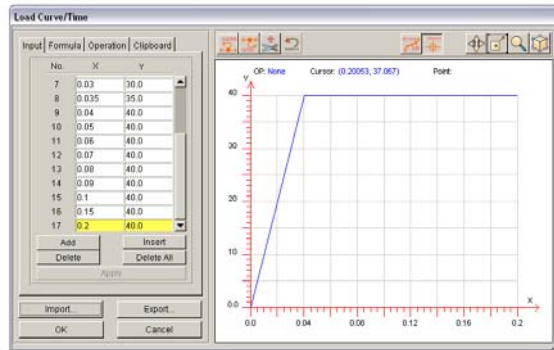 Load Curve/Time
Input Formula Operation Clipboard
No. X Y
7 0.03 30.0
8 0.035 35.0
9 0.04 40.0
10 0.05 40.0
11 0.06 40.0
12 0.07 40.0
13 0.08 40.0
14 0.09 40.0
15 0.1 40.0
16 0.15 40.0
17 0.2 40.0
Add Insert
Delete Delete All
Apply
Import... Export...
OK Cancel
OP: None Cursor: (0.20053, 37.067) Point:
Y
40
30
20
10
0.0
X
0.0 0.04 0.08 0.12 0.16 0.2